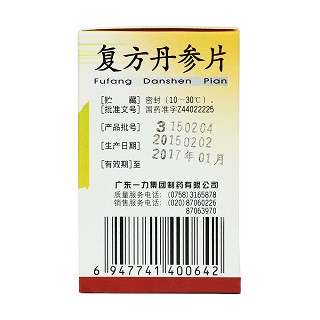 复方丹参片
Fufang Danshen Pian
[贮 藏] 密封(10~30℃)。
[批准文号] 国药准字Z44022225
[产品批号] 3150204
[生产日期] 20150202
[有效期] 至 2017年01月
广东一力集团制药有限公司
质量服务电话: (0758)3165878
销售服务电话: (020)87060226
87063970
6 947741 400642